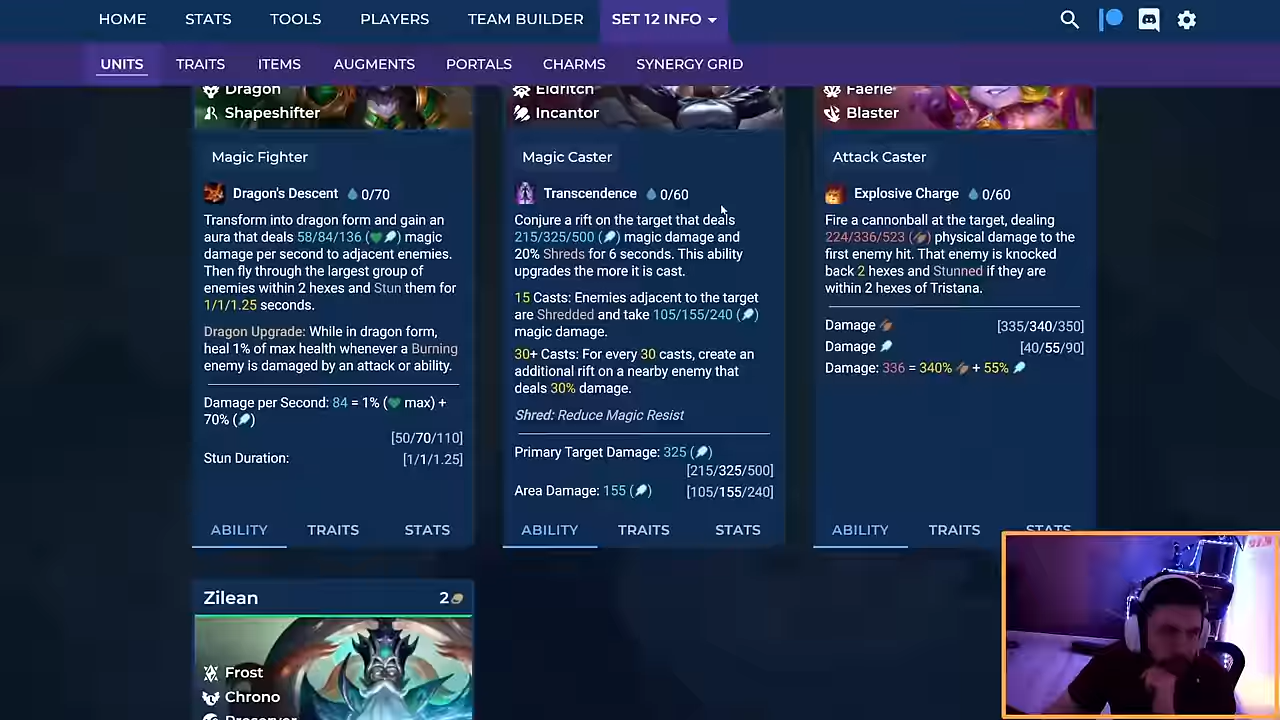 HOME STATS TOOLS PLAYERS TEAM BUILDER SET 12 INFO
UNITS TRAITS ITEMS AUGMENTS PORTALS CHARMS SYNERGY GRID
Dragon
Shapeshifter
Magic Fighter
Dragon's Descent 0/70
Transform into dragon form and gain an
aura that deals 58/84/136 ( ) magic
damage per second to adjacent enemies.
Then fly through the largest group of
enemies within 2 hexes and Stun them for
1/1/1.25 seconds.
Dragon Upgrade: While in dragon form,
heal 1% of max health whenever a Burning
enemy is damaged by an attack or ability.
Damage per Second: 84 = 1% ( max) +
70% ( )
[50/70/110]
Stun Duration: [1/1/1.25]
ABILITY TRAITS STATS
Eldritch
Incantor
Magic Caster
Transcendence 0/60
Conjure a rift on the target that deals
215/325/500 ( ) magic damage and
20% Shreds for 6 seconds. This ability
upgrades the more it is cast.
15 Casts: Enemies adjacent to the target
are Shredded and take 105/155/240 ( )
magic damage.
30+ Casts: For every 30 casts, create an
additional rift on a nearby enemy that
deals 30% damage.
Shred: Reduce Magic Resist
Primary Target Damage: 325 ( )
[215/325/500]
Area Damage: 155 ( ) [105/155/240]
ABILITY TRAITS STATS
Faerie
Blaster
Attack Caster
Explosive Charge 0/60
Fire a cannonball at the target, dealing
224/336/523 ( ) physical damage to the
first enemy hit. That enemy is knocked
back 2 hexes and Stunned if they are
within 2 hexes of Tristana.
Damage [335/340/350]
Damage [40/55/90]
Damage: 336 = 340% + 55%
ABILITY TRAITS STATS
Zilean 2
Frost
Chrono
Preserver